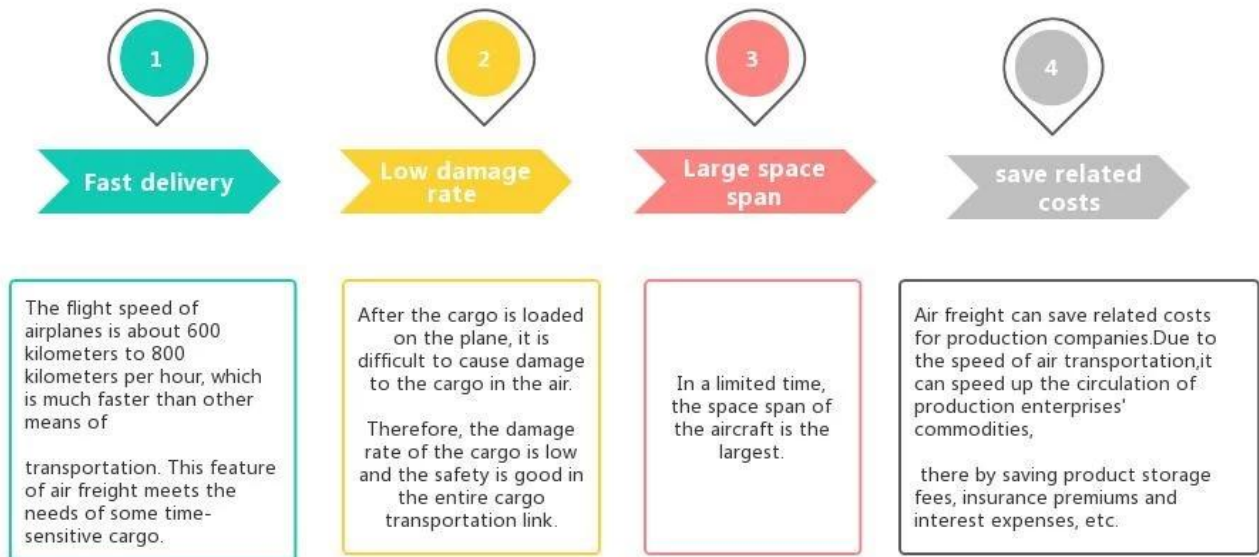 1
Fast delivery
The flight speed of
airplanes is about 600
kilometers to 800
kilometers per hour, which
is much faster than other
means of
transportation. This feature
of air freight meets the
needs of some time-
sensitive cargo.
2
Low damage
rate
After the cargo is loaded
on the plane, it is
difficult to cause damage
to the cargo in the air.
Therefore, the damage
rate of the cargo is low
and the safety is good in
the entire cargo
transportation link.
3
Large space
span
In a limited time,
the space span of
the aircraft is the
largest.
4
save related
costs
Air freight can save related costs
for production companies.Due to
the speed of air transportation,it
can speed up the circulation of
production enterprises'
commodities,
there by saving product storage
fees, insurance premiums and
interest expenses, etc.